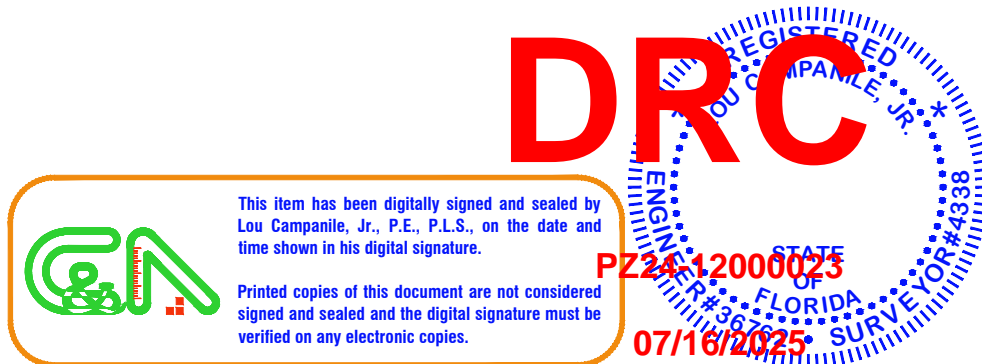 DRC
REGISTERED
LOU CAMPANILE, JR.
ENGINEER#36762
SURVEYOR#4338
STATE
OF
FLORIDA
This item has been digitally signed and sealed by
Lou Campanile, Jr., P.E., P.L.S., on the date and
time shown in his digital signature.
Printed copies of this document are not considered
signed and sealed and the digital signature must be
verified on any electronic copies.
PZ24-12000023
07/16/2025